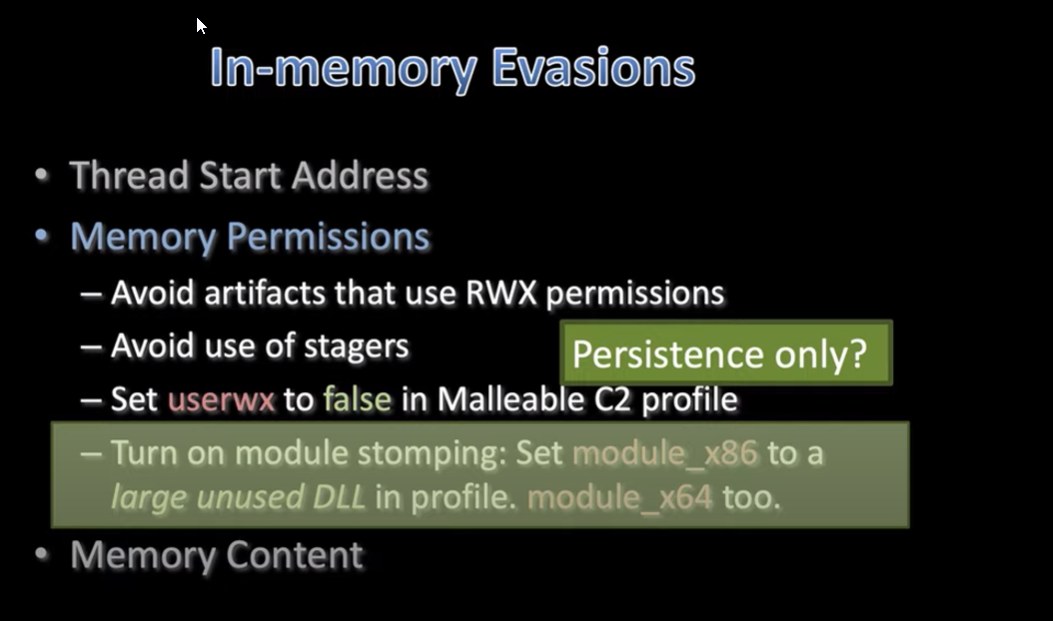 In-memory Evasions
• Thread Start Address
• Memory Permissions
– Avoid artifacts that use RWX permissions
– Avoid use of stagers
Persistence only?
– Set userwx to false in Malleable C2 profile
– Turn on module stomping: Set module_x86 to a
large unused DLL in profile. module_x64 too.
• Memory Content